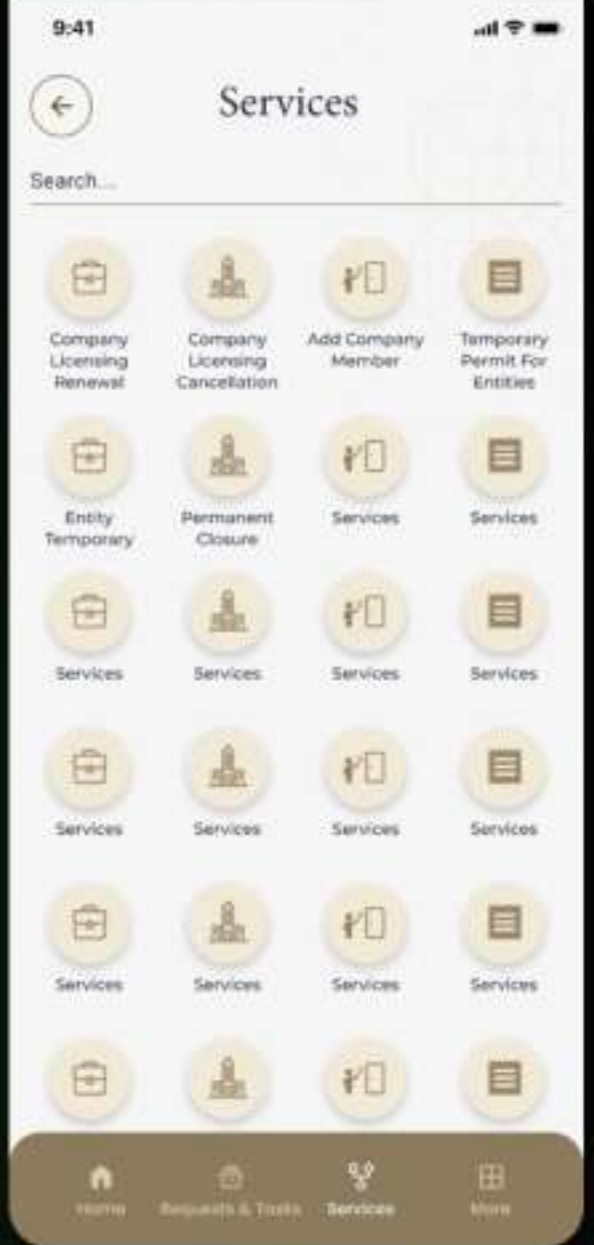 9:41
Services
Search...
Company Company Add Company Temporary
Licensing Licensing Member Permit For
Renewal Cancellation Entities
Entity Permanent Services Services
Temporary Closure
Services Services Services Services
Services Services Services Services
Services Services Services Services
Home Requests & Tasks Services More